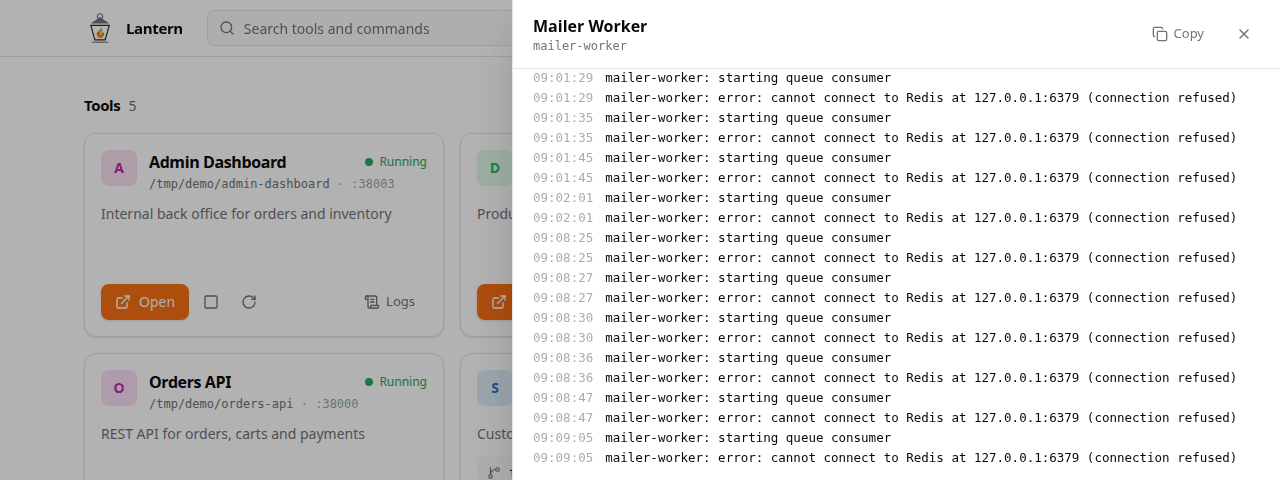 Lantern
Search tools and commands
Tools 5
A
Admin Dashboard
Running
/tmp/demo/admin-dashboard · :38003
Internal back office for orders and inventory
Open
Logs
D
Produ
O
Orders API
Running
/tmp/demo/orders-api · :38000
REST API for orders, carts and payments
S
Custo
Mailer Worker
mailer-worker
Copy
09:01:29 mailer-worker: starting queue consumer
09:01:29 mailer-worker: error: cannot connect to Redis at 127.0.0.1:6379 (connection refused)
09:01:35 mailer-worker: starting queue consumer
09:01:35 mailer-worker: error: cannot connect to Redis at 127.0.0.1:6379 (connection refused)
09:01:45 mailer-worker: starting queue consumer
09:01:45 mailer-worker: error: cannot connect to Redis at 127.0.0.1:6379 (connection refused)
09:02:01 mailer-worker: starting queue consumer
09:02:01 mailer-worker: error: cannot connect to Redis at 127.0.0.1:6379 (connection refused)
09:08:25 mailer-worker: starting queue consumer
09:08:25 mailer-worker: error: cannot connect to Redis at 127.0.0.1:6379 (connection refused)
09:08:27 mailer-worker: starting queue consumer
09:08:27 mailer-worker: error: cannot connect to Redis at 127.0.0.1:6379 (connection refused)
09:08:30 mailer-worker: starting queue consumer
09:08:30 mailer-worker: error: cannot connect to Redis at 127.0.0.1:6379 (connection refused)
09:08:36 mailer-worker: starting queue consumer
09:08:36 mailer-worker: error: cannot connect to Redis at 127.0.0.1:6379 (connection refused)
09:08:47 mailer-worker: starting queue consumer
09:08:47 mailer-worker: error: cannot connect to Redis at 127.0.0.1:6379 (connection refused)
09:09:05 mailer-worker: starting queue consumer
09:09:05 mailer-worker: error: cannot connect to Redis at 127.0.0.1:6379 (connection refused)